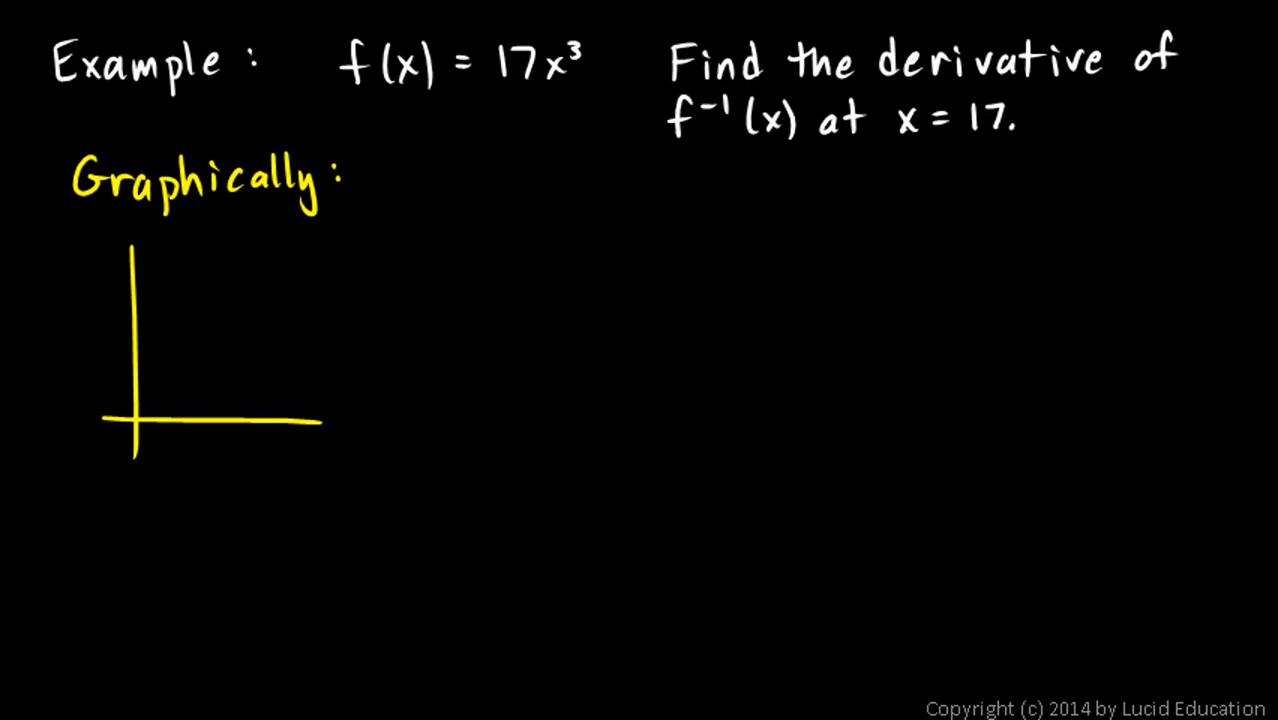 Example : f(x) = 17x³ Find the derivative of
f⁻¹(x) at x = 17.
Graphically :
Copyright (c) 2014 by Lucid Education